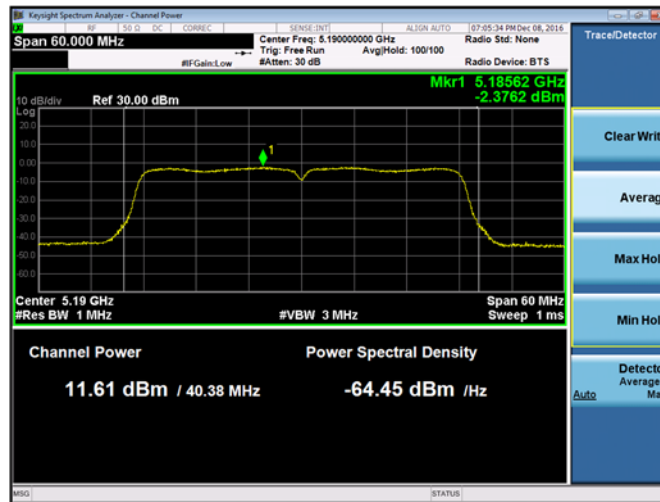 Keysight Spectrum Analyzer - Channel Power
RF 50 Ω DC CORREC SENSE:INT ALIGN AUTO 07:05:34 PM Dec 08, 2016
Span 60.000 MHz
Center Freq: 5.190000000 GHz Radio Std: None
Trig: Free Run Avg|Hold: 100/100
#IFGain:Low #Atten: 30 dB Radio Device: BTS
Mkr1 5.18562 GHz
-2.3762 dBm
10 dB/div Ref 30.00 dBm
Log
20.0
10.0
0.00
-10.0
-20.0
-30.0
-40.0
-50.0
-60.0
1
Center 5.19 GHz Span 60 MHz
#Res BW 1 MHz #VBW 3 MHz Sweep 1 ms
Channel Power Power Spectral Density
11.61 dBm / 40.38 MHz -64.45 dBm /Hz
MSG STATUS
Trace/Detector
Clear Writ
Averag
Max Hol
Min Hol
Detecto
Average
Auto Ma